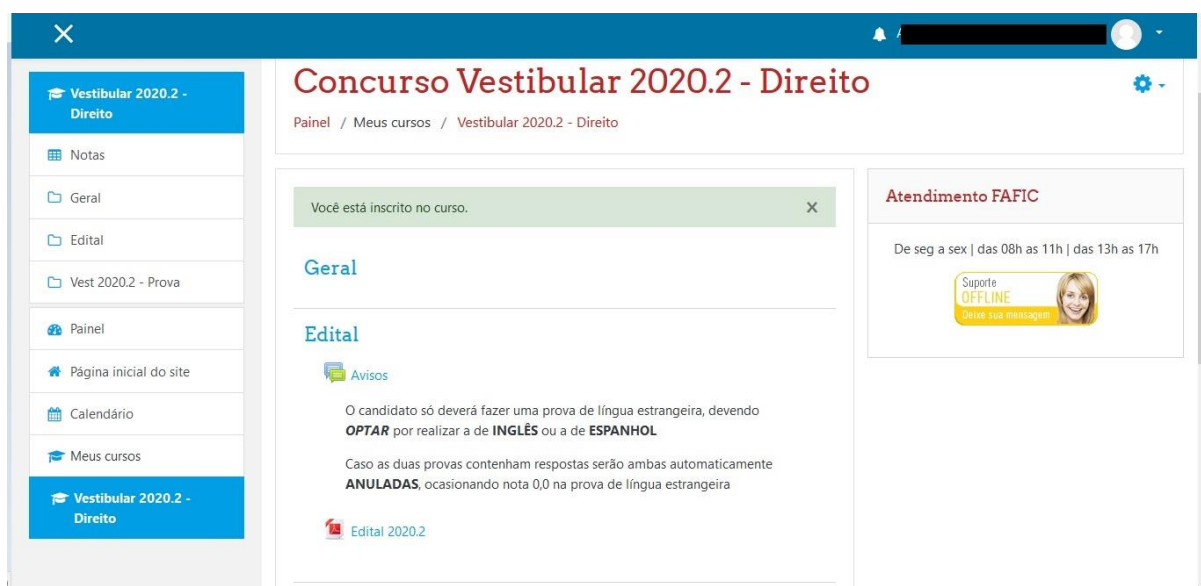 Concurso Vestibular 2020.2 - Direito
Painel / Meus cursos / Vestibular 2020.2 - Direito
Vestibular 2020.2 -
Direito
Notas
Geral
Edital
Vest 2020.2 - Prova
Painel
Página inicial do site
Calendário
Meus cursos
Vestibular 2020.2 -
Direito
Você está inscrito no curso.
Geral
Edital
Avisos
O candidato só deverá fazer uma prova de língua estrangeira, devendo
OPTAR por realizar a de INGLÊS ou a de ESPANHOL
Caso as duas provas contenham respostas serão ambas automaticamente
ANULADAS, ocasionando nota 0,0 na prova de língua estrangeira
Edital 2020.2
Atendimento FAFIC
De seg a sex | das 08h as 11h | das 13h as 17h
Suporte
OFFLINE
Deixe sua mensagem